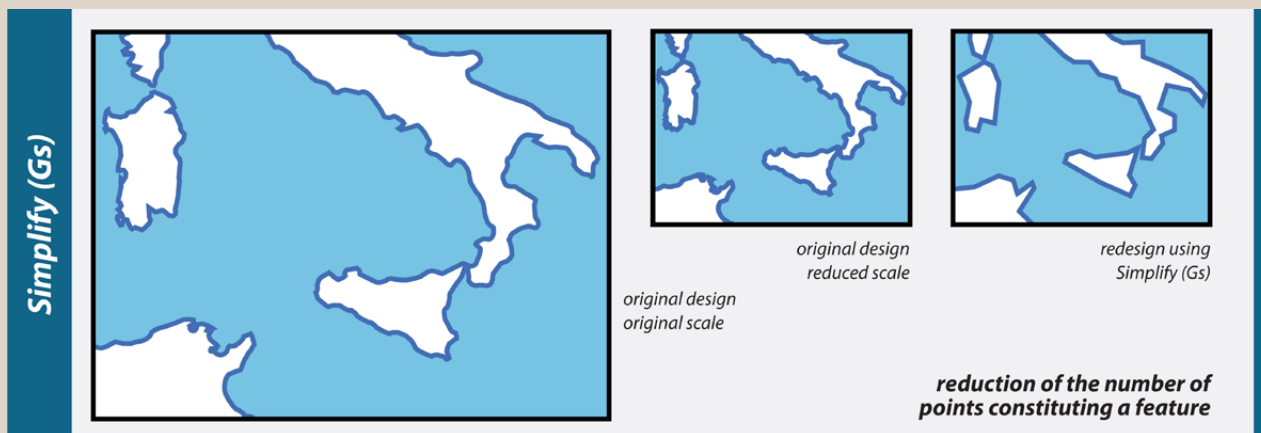 Simplify (Gs)
original design
original scale
original design
reduced scale
redesign using
Simplify (Gs)
reduction of the number of
points constituting a feature